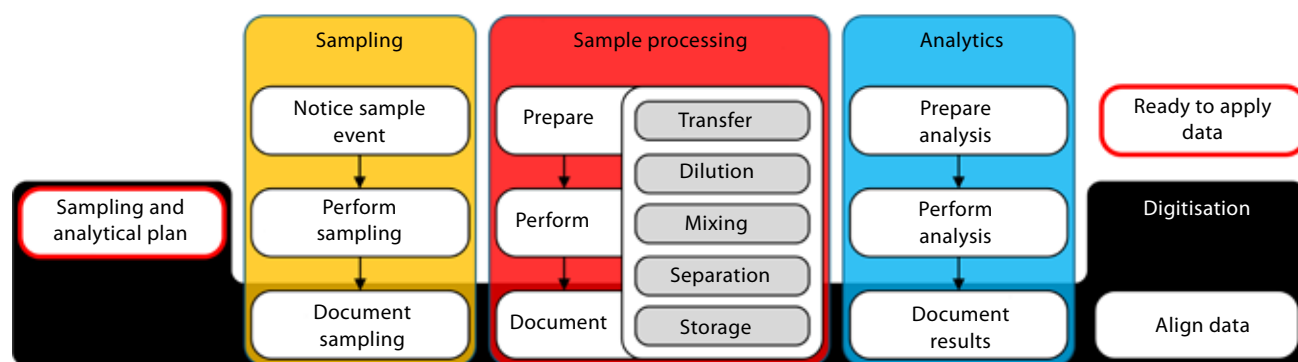 Sampling
Notice sample
event
Perform
sampling
Document
sampling
Sampling and
analytical plan
Sample processing
Prepare
Perform
Document
Transfer
Dilution
Mixing
Separation
Storage
Analytics
Prepare
analysis
Perform
analysis
Document
results
Ready to apply
data
Digitisation
Align data